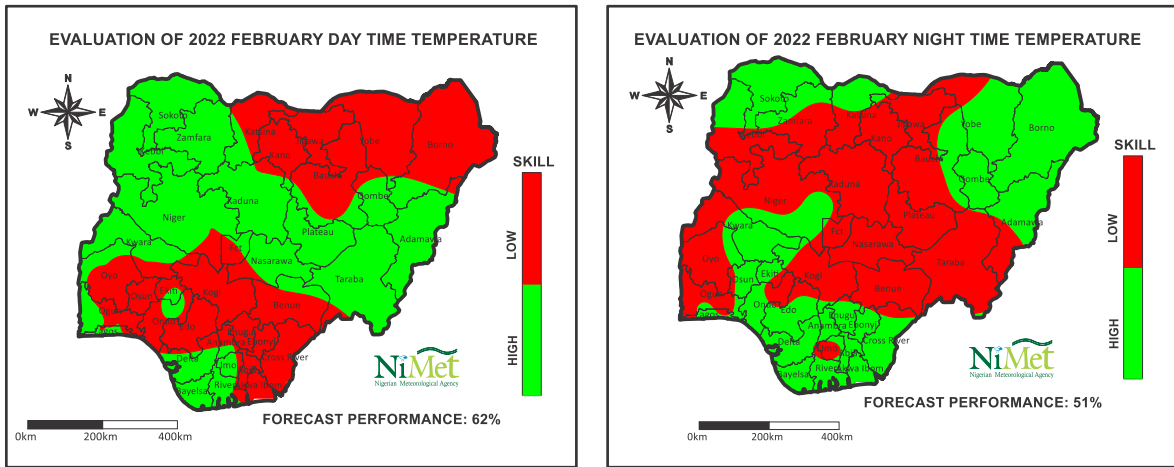 EVALUATION OF 2022 FEBRUARY DAY TIME TEMPERATURE
N
W E
S
Sokoto
Zamfara
Kebbi
Katsina
Kano
Jigawa
Yobe
Borno
Bauchi
Gombe
Kaduna
Niger
Plateau
Adamawa
Kwara
Fct
Nasarawa
Taraba
Oyo
Osun
Ekiti
Kogi
Benue
Ogun
Ondo
Edo
Enugu
Anambra
Ebonyi
Cross River
Delta
Imo
Bayelsa
Rivers
Akwa Ibom
SKILL
LOW
HIGH
NiMet
Nigerian Meteorological Agency
FORECAST PERFORMANCE: 62%
0km 200km 400km
EVALUATION OF 2022 FEBRUARY NIGHT TIME TEMPERATURE
N
W E
S
Sokoto
Zamfara
Katsina
Kano
Jigawa
Yobe
Borno
Bauchi
Gombe
Kaduna
Niger
Plateau
Adamawa
Kwara
Fct
Nasarawa
Taraba
Oyo
Osun
Ekiti
Kogi
Benue
Ogun
Ondo
Edo
Enugu
Anambra
Ebonyi
Cross River
Delta
Imo
Abia
Bayelsa
Rivers
Akwa Ibom
SKILL
LOW
HIGH
NiMet
Nigerian Meteorological Agency
FORECAST PERFORMANCE: 51%
0km 200km 400km